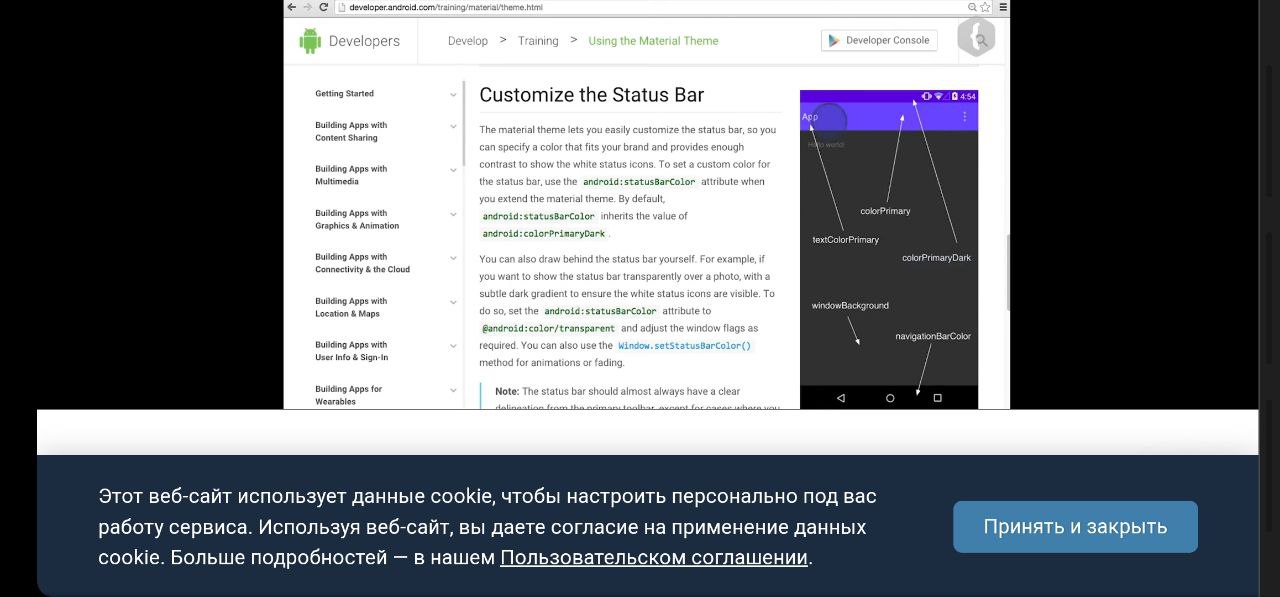 developer.android.com/training/material/theme.html
Developers
Develop > Training > Using the Material Theme
Developer Console
Getting Started
Building Apps with
Content Sharing
Building Apps with
Multimedia
Building Apps with
Graphics & Animation
Building Apps with
Connectivity & the Cloud
Building Apps with
Location & Maps
Building Apps with
User Info & Sign-In
Building Apps for
Wearables
Customize the Status Bar
The material theme lets you easily customize the status bar, so you
can specify a color that fits your brand and provides enough
contrast to show the white status icons. To set a custom color for
the status bar, use the android:statusBarColor attribute when
you extend the material theme. By default,
android:statusBarColor inherits the value of
android:colorPrimaryDark.
You can also draw behind the status bar yourself. For example, if
you want to show the status bar transparently over a photo, with a
subtle dark gradient to ensure the white status icons are visible. To
do so, set the android:statusBarColor attribute to
@android:color/transparent and adjust the window flags as
required. You can also use the Window.setStatusBarColor()
method for animations or fading.
Note: The status bar should almost always have a clear
delineation from the primary toolbar, except for cases where you
4:54
App
Hello world!
colorPrimary
textColorPrimary
colorPrimaryDark
windowBackground
navigationBarColor
Этот веб-сайт использует данные cookie, чтобы настроить персонально под вас
работу сервиса. Используя веб-сайт, вы даете согласие на применение данных
cookie. Больше подробностей — в нашем Пользовательском соглашении.
Принять и закрыть